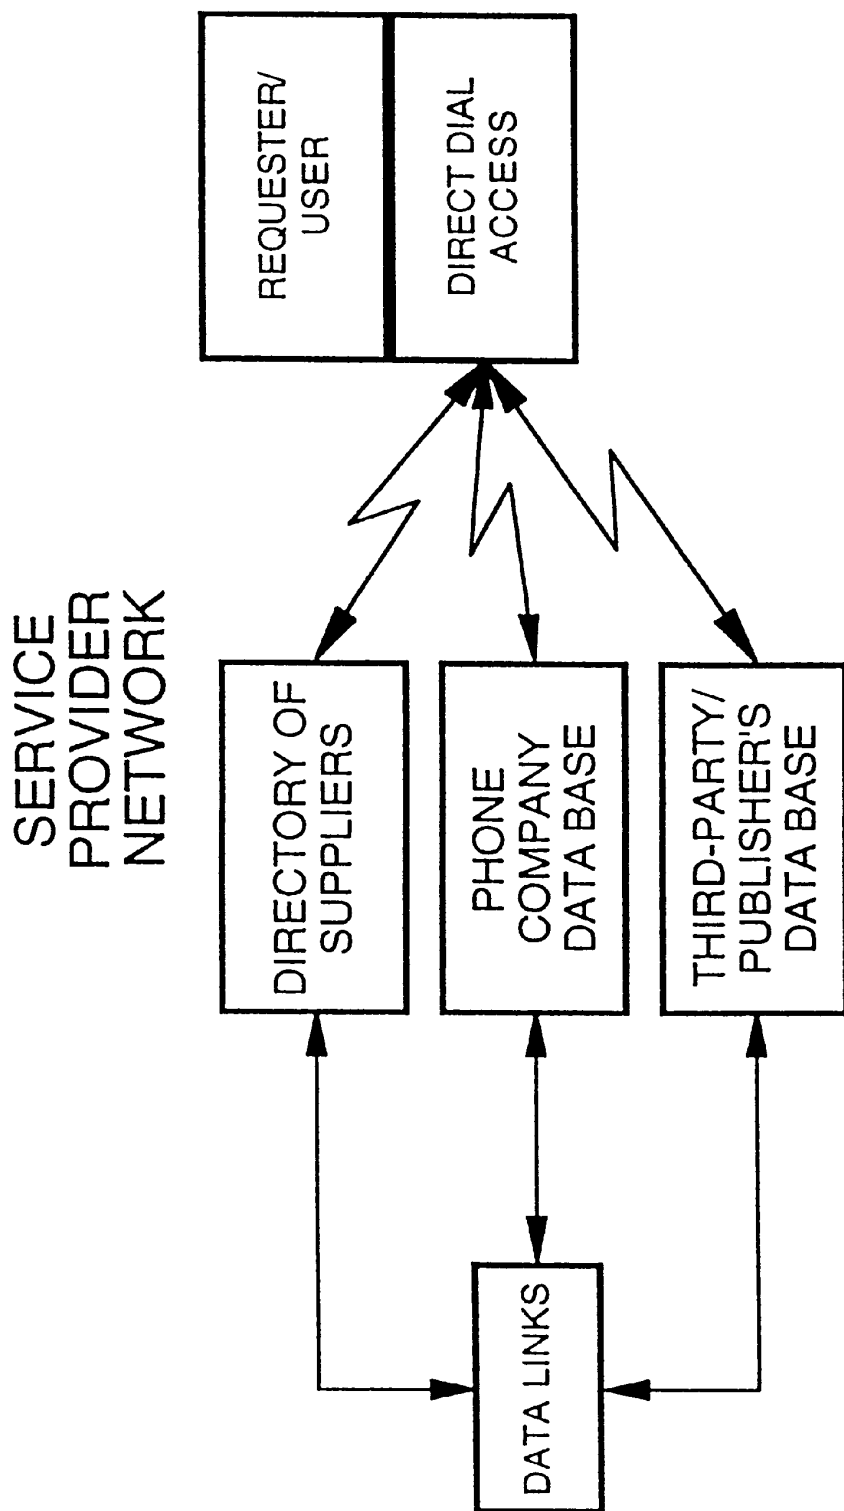 SERVICE
PROVIDER
NETWORK
DATA LINKS
DIRECTORY OF
SUPPLIERS
PHONE
COMPANY
DATA BASE
THIRD-PARTY/
PUBLISHER'S
DATA BASE
REQUESTER/
USER
DIRECT DIAL
ACCESS